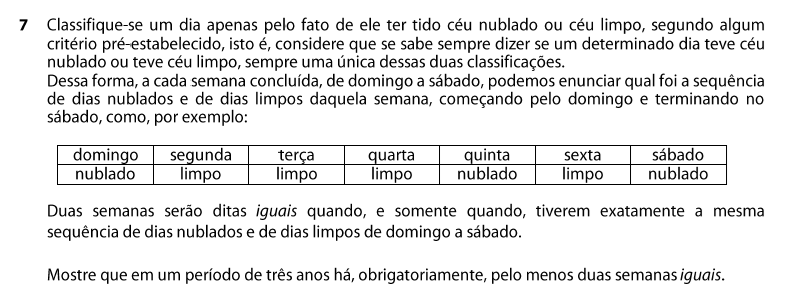 7 Classifique-se um dia apenas pelo fato de ele ter tido céu nublado ou céu limpo, segundo algum
critério pré-estabelecido, isto é, considere que se sabe sempre dizer se um determinado dia teve céu
nublado ou teve céu limpo, sempre uma única dessas duas classificações.
Dessa forma, a cada semana concluída, de domingo a sábado, podemos enunciar qual foi a sequência
de dias nublados e de dias limpos daquela semana, começando pelo domingo e terminando no
sábado, como, por exemplo:
domingo segunda terça quarta quinta sexta sábado
nublado limpo limpo limpo nublado limpo nublado
Duas semanas serão ditas iguais quando, e somente quando, tiverem exatamente a mesma
sequência de dias nublados e de dias limpos de domingo a sábado.
Mostre que em um período de três anos há, obrigatoriamente, pelo menos duas semanas iguais.